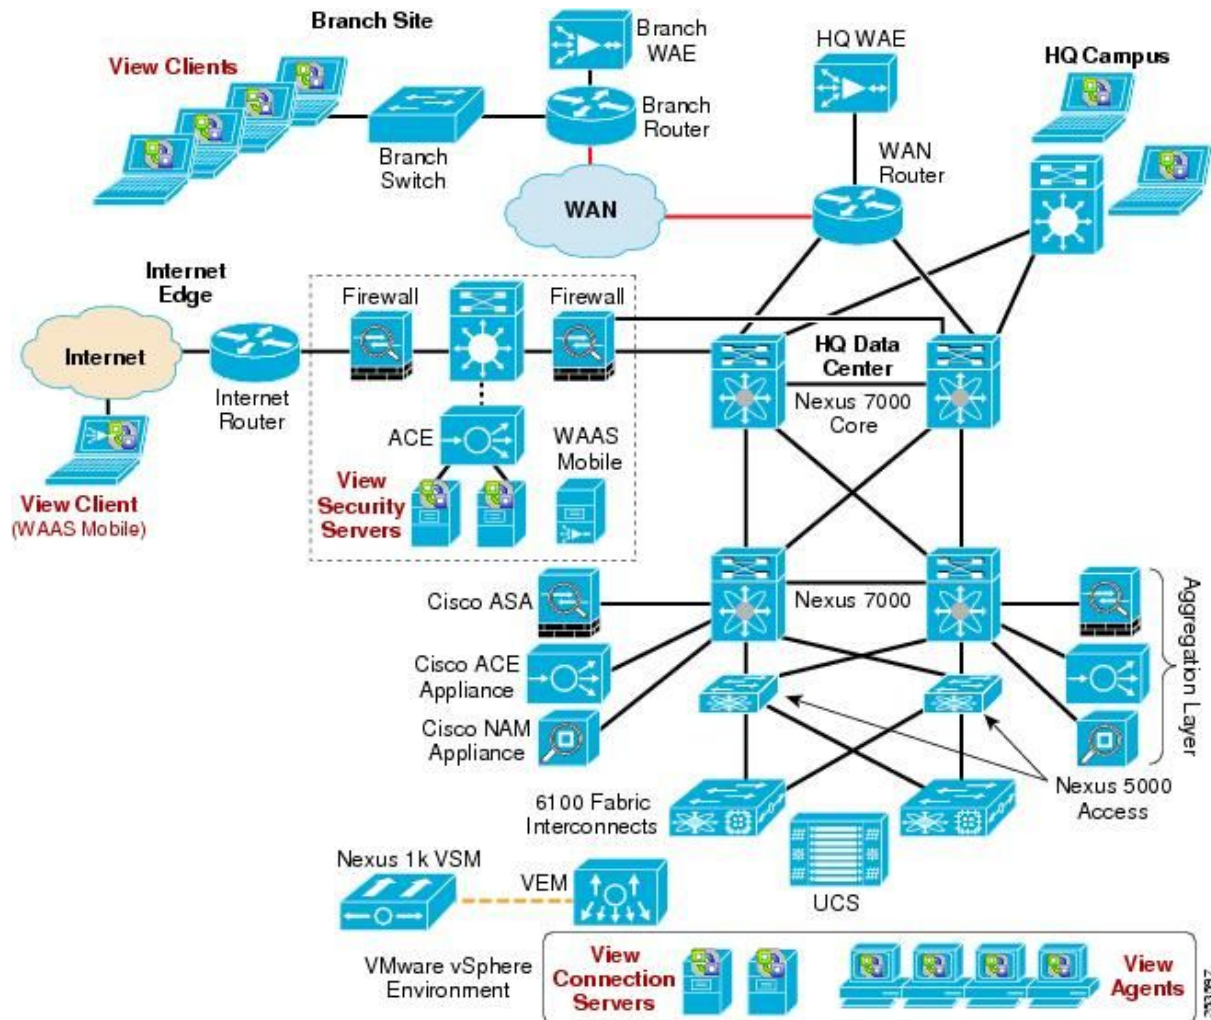 Branch Site
Branch
WAE
HQ WAE
HQ Campus
View Clients
Branch
Router
WAN
Router
Branch
Switch
WAN
Internet
Edge
Firewall
Firewall
Internet
HQ Data
Center
Internet
Router
Nexus 7000
Core
ACE
WAAS
Mobile
View
Security
Servers
View Client
(WAAS Mobile)
Cisco ASA
Nexus 7000
Aggregation Layer
Cisco ACE
Appliance
Cisco NAM
Appliance
6100 Fabric
Interconnects
Nexus 5000
Access
Nexus 1k VSM
VEM
UCS
VMware vSphere
Environment
View
Connection
Servers
View
Agents